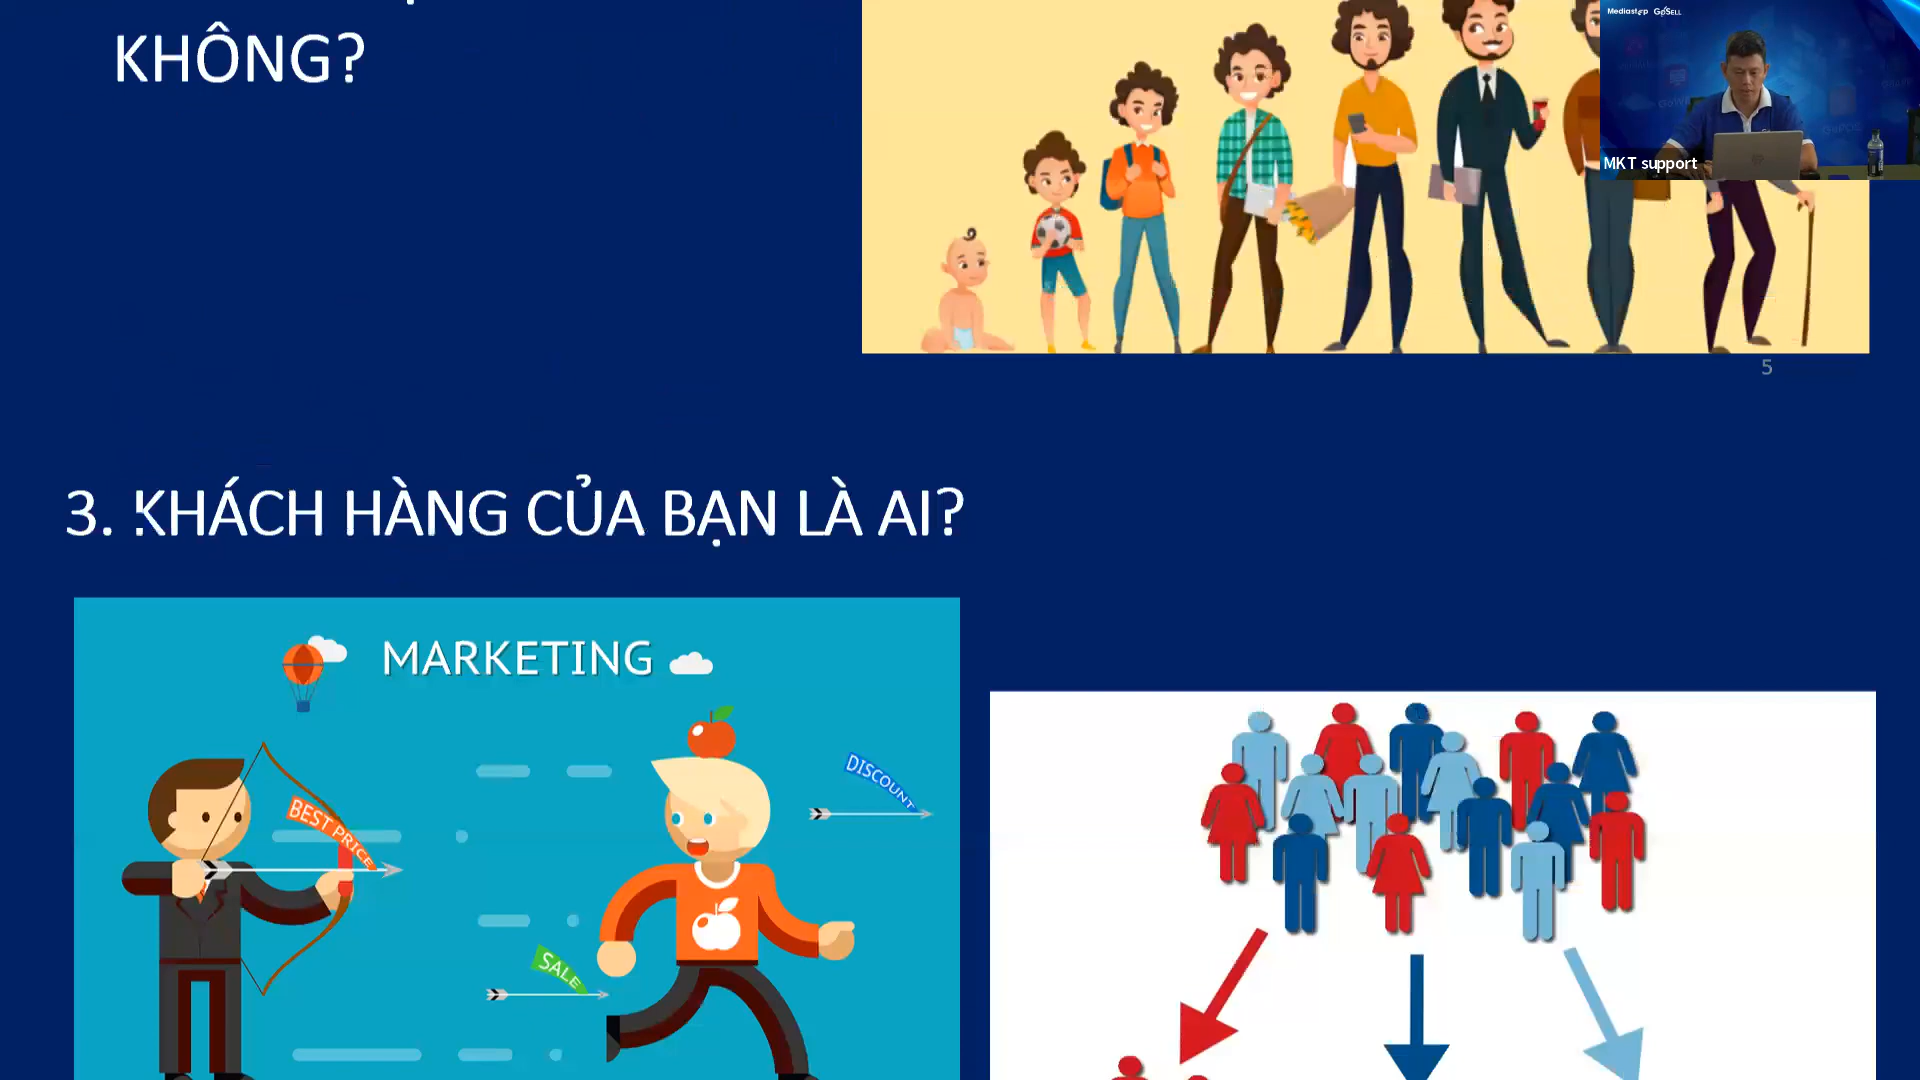 KHÔNG?
Mediastep GoSELL
MKT support
5
3. KHÁCH HÀNG CỦA BẠN LÀ AI?
MARKETING
BEST PRICE
DISCOUNT
SALE